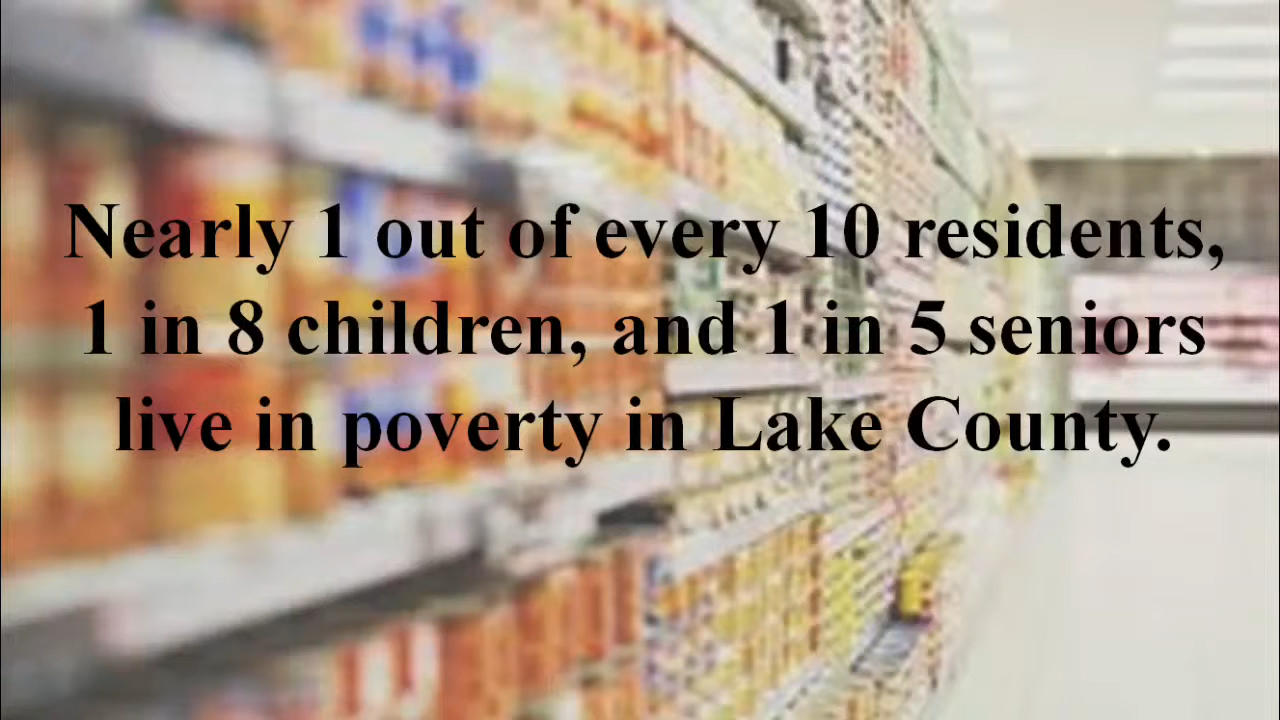 Nearly 1 out of every 10 residents,
1 in 8 children, and 1 in 5 seniors
live in poverty in Lake County.